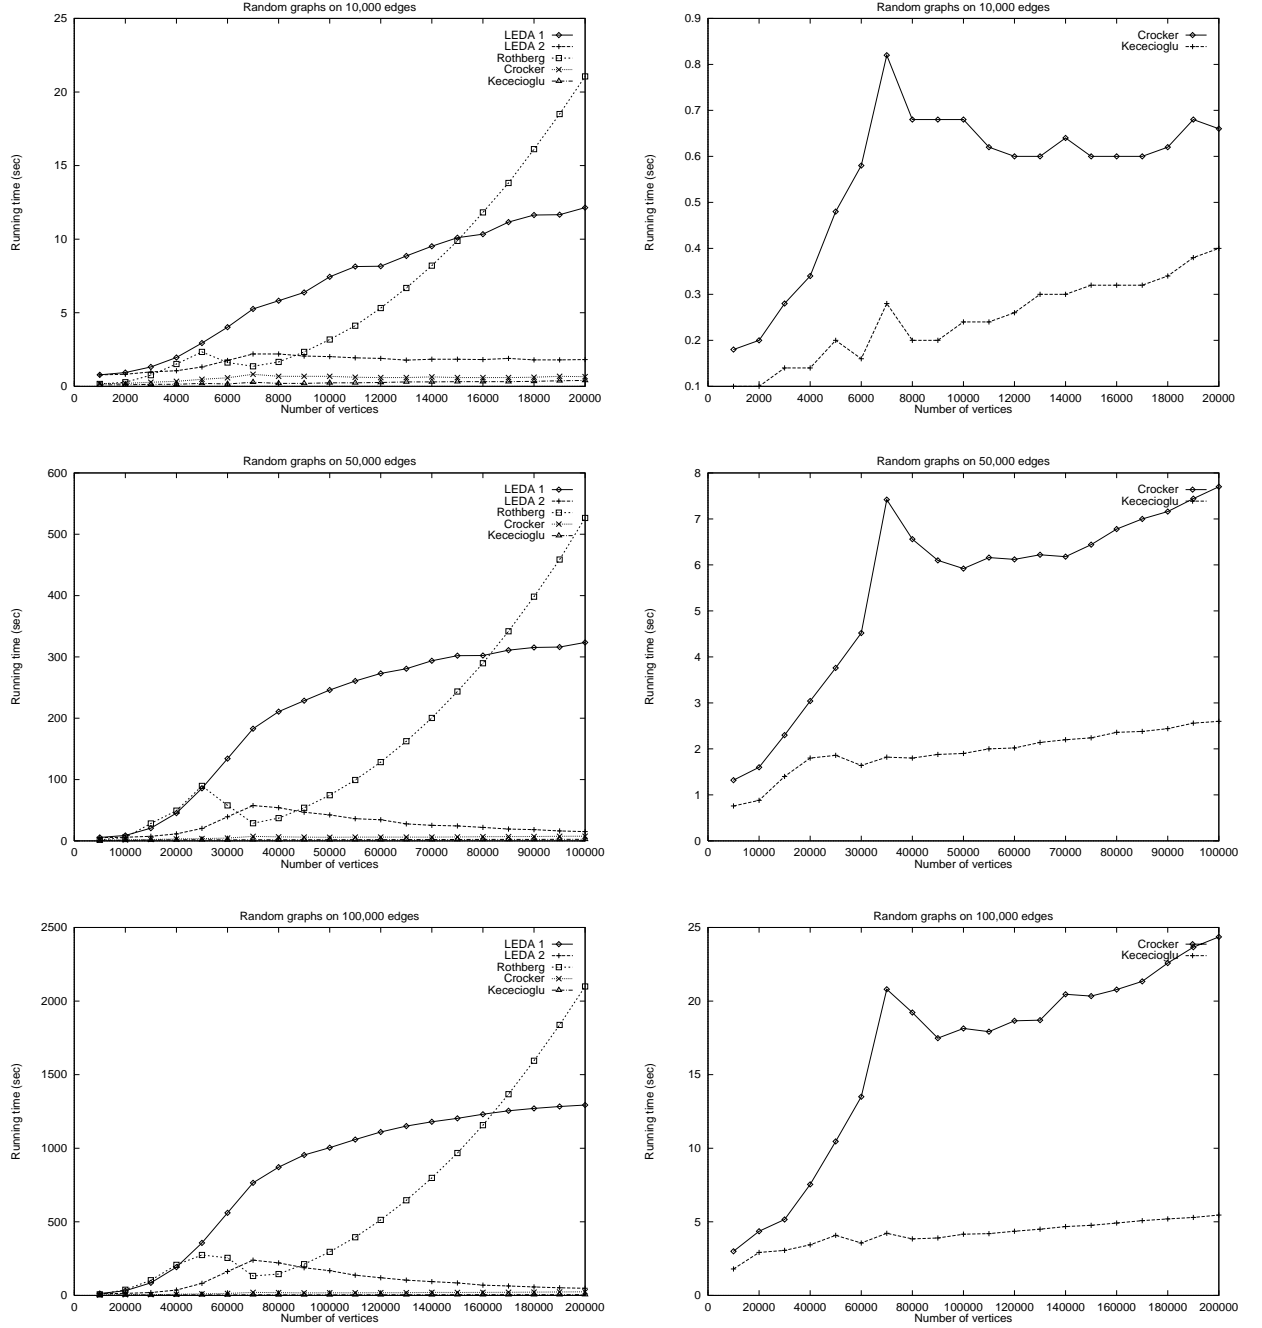 Random graphs on 10,000 edges
25
20
15
10
5
0
Running time (sec)
LEDA 1
LEDA 2
Rothberg
Crocker
Kececioglu
0 2000 4000 6000 8000 10000 12000 14000 16000 18000 20000
Number of vertices
Random graphs on 10,000 edges
0.9
0.8
0.7
0.6
0.5
0.4
0.3
0.2
0.1
Running time (sec)
Crocker
Kececioglu
0 2000 4000 6000 8000 10000 12000 14000 16000 18000 20000
Number of vertices
Random graphs on 50,000 edges
600
500
400
300
200
100
0
Running time (sec)
LEDA 1
LEDA 2
Rothberg
Crocker
Kececioglu
0 10000 20000 30000 40000 50000 60000 70000 80000 90000 100000
Number of vertices
Random graphs on 50,000 edges
8
7
6
5
4
3
2
1
0
Running time (sec)
Crocker
Kececioglu
0 10000 20000 30000 40000 50000 60000 70000 80000 90000 100000
Number of vertices
Random graphs on 100,000 edges
2500
2000
1500
1000
500
0
Running time (sec)
LEDA 1
LEDA 2
Rothberg
Crocker
Kececioglu
0 20000 40000 60000 80000 100000 120000 140000 160000 180000 200000
Number of vertices
Random graphs on 100,000 edges
25
20
15
10
5
0
Running time (sec)
Crocker
Kececioglu
0 20000 40000 60000 80000 100000 120000 140000 160000 180000 200000
Number of vertices